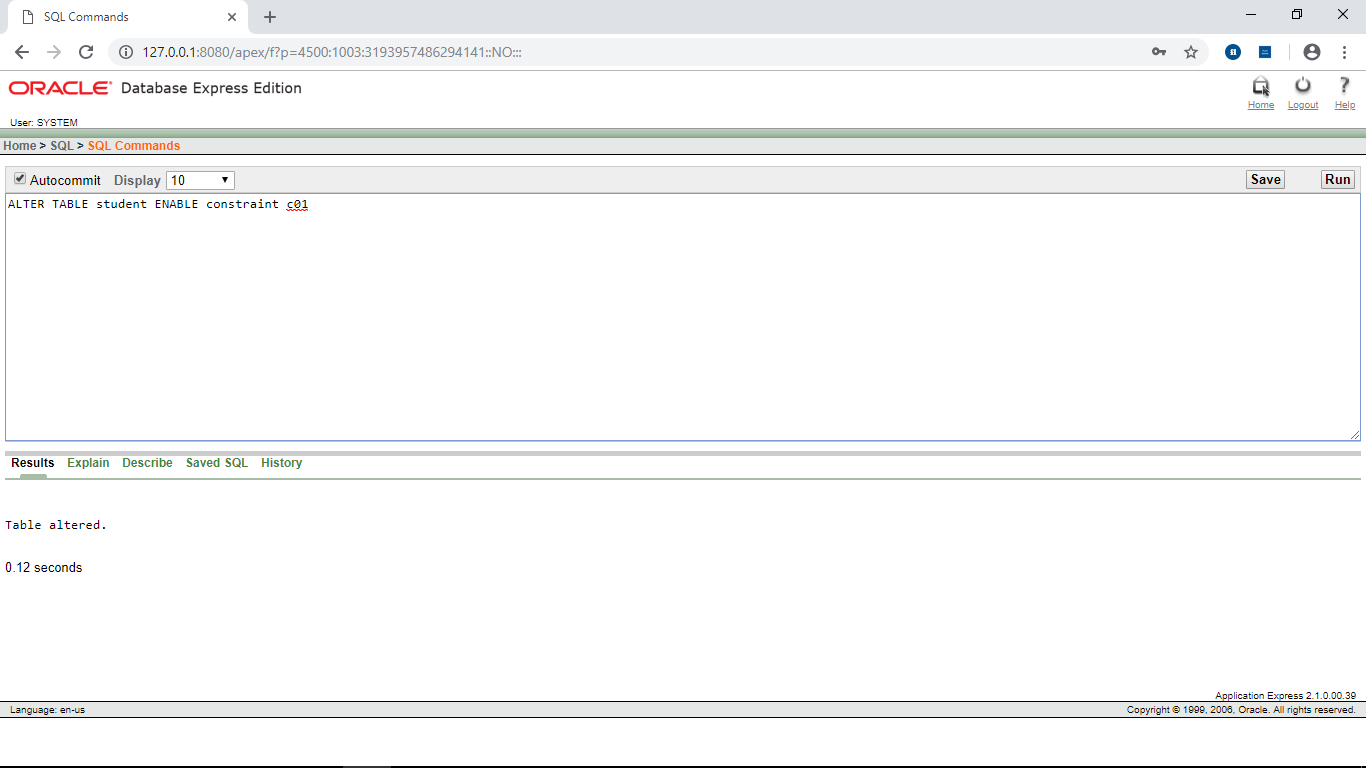 SQL Commands
127.0.0.1:8080/apex/f?p=4500:1003:3193957486294141::NO:::
ORACLE Database Express Edition
Home Logout Help
User: SYSTEM
Home > SQL > SQL Commands
Autocommit Display 10 Save Run
ALTER TABLE student ENABLE constraint c01
Results Explain Describe Saved SQL History
Table altered.
0.12 seconds
Application Express 2.1.0.00.39
Language: en-us Copyright © 1999, 2006, Oracle. All rights reserved.